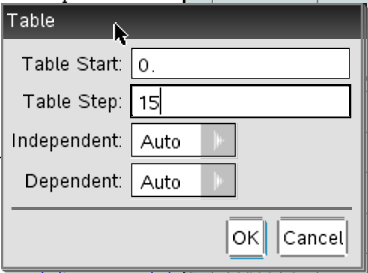 Table
Table Start: 0.
Table Step: 15
Independent: Auto
Dependent: Auto
OK Cancel